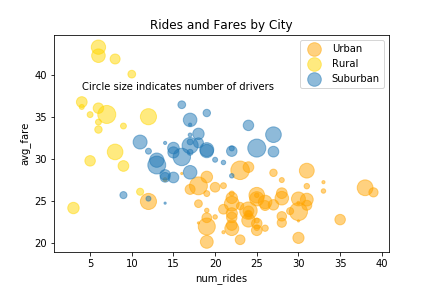 Rides and Fares by City
Urban
Rural
Suburban
Circle size indicates number of drivers
avg_fare
40
35
30
25
20
5
10
15
20
25
30
35
40
num_rides